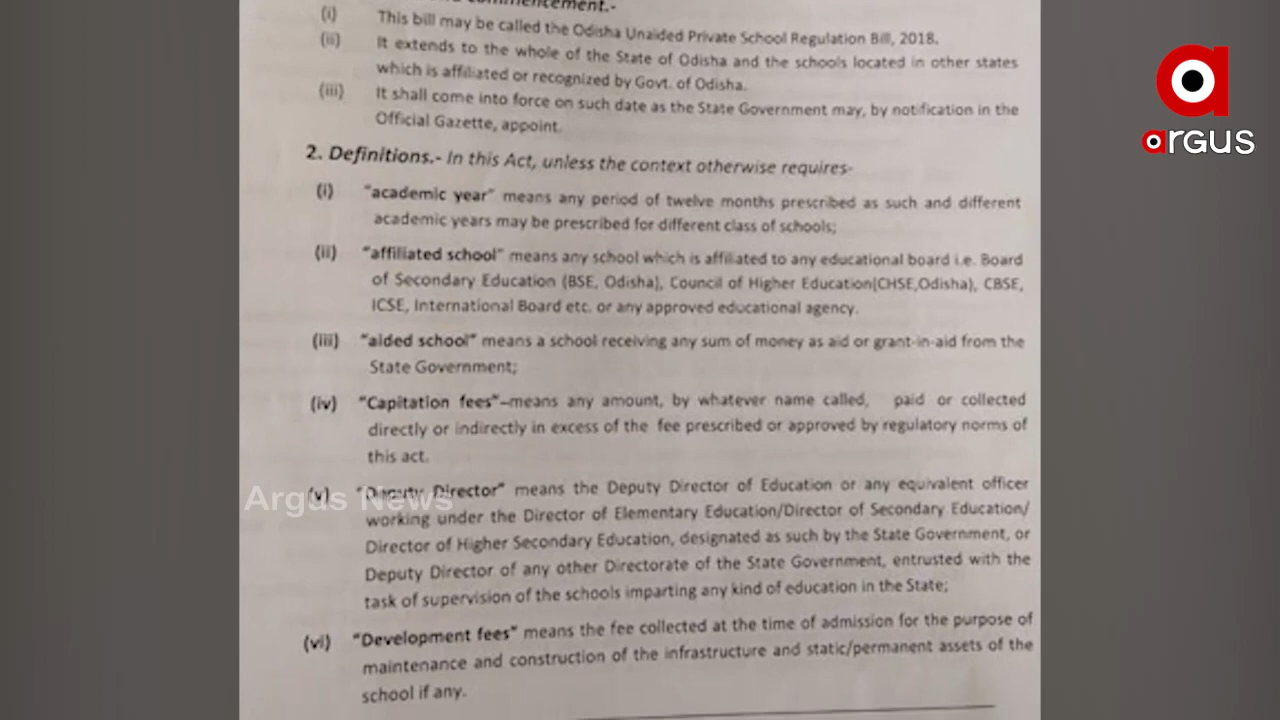 commencement.-
(i) This bill may be called the Odisha Unaided Private School Regulation Bill, 2018.
(ii) It extends to the whole of the State of Odisha and the schools located in other states
which is affiliated or recognized by Govt. of Odisha.
(iii) It shall come into force on such date as the State Government may, by notification in the
Official Gazette, appoint.
2. Definitions.- In this Act, unless the context otherwise requires-
(i) "academic year" means any period of twelve months prescribed as such and different
academic years may be prescribed for different class of schools;
(ii) "affiliated school" means any school which is affiliated to any educational board i.e. Board
of Secondary Education (BSE, Odisha), Council of Higher Education(CHSE,Odisha), CBSE,
ICSE, International Board etc. or any approved educational agency.
(iii) "aided school" means a school receiving any sum of money as aid or grant-in-aid from the
State Government;
(iv) "Capitation fees"–means any amount, by whatever name called, paid or collected
directly or indirectly in excess of the fee prescribed or approved by regulatory norms of
this act.
(v) "Deputy Director" means the Deputy Director of Education or any equivalent officer
working under the Director of Elementary Education/Director of Secondary Education/
Director of Higher Secondary Education, designated as such by the State Government, or
Deputy Director of any other Directorate of the State Government, entrusted with the
task of supervision of the schools imparting any kind of education in the State;
(vi) "Development fees" means the fee collected at the time of admission for the purpose of
maintenance and construction of the infrastructure and static/permanent assets of the
school if any.
Argus News
argus